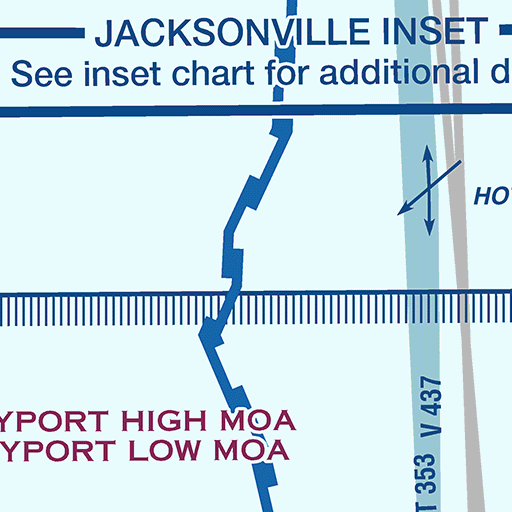 JACKSONVILLE INSET
See inset chart for additional d
HO
YPORT HIGH MOA
YPORT LOW MOA
V 437
T 353